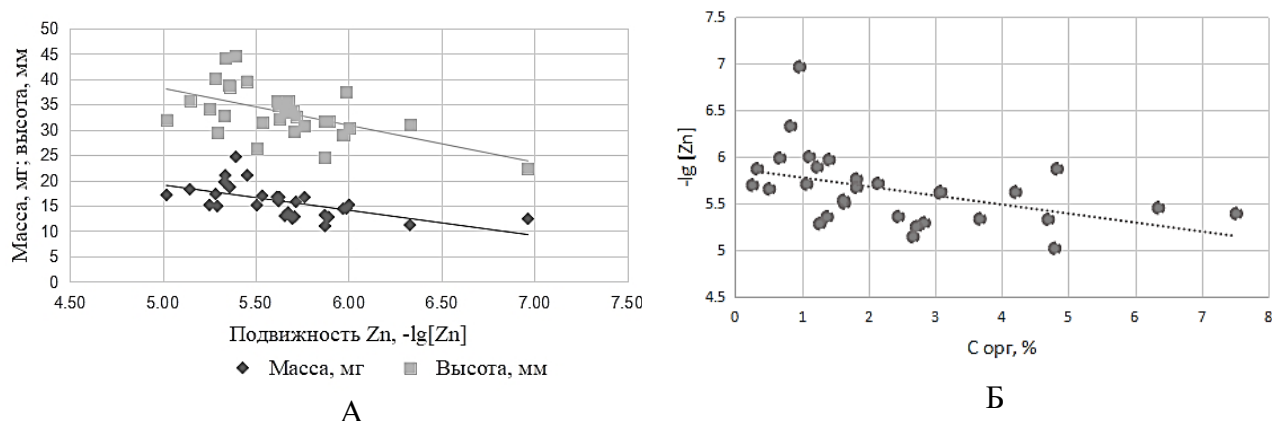 Масса, мг; высота, мм
50
45
40
35
30
25
20
15
10
5
0
4.50 5.00 5.50 6.00 6.50 7.00 7.50
Подвижность Zn, -lg[Zn]
Масса, мг Высота, мм
А
-lg [Zn]
7.5
7
6.5
6
5.5
5
4.5
0 1 2 3 4 5 6 7 8
С орг, %
Б